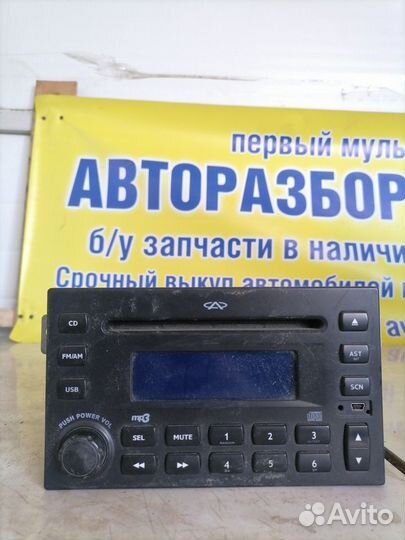 первый муль
АВТОРАЗБОР
б/у запчасти в наличи
Срочный выкуп автомобилей
CD
FM/AM
AST
USB
SCN
PUSH POWER VOL
mp3
SEL
MUTE
1
2
3
4
5
6
Avito